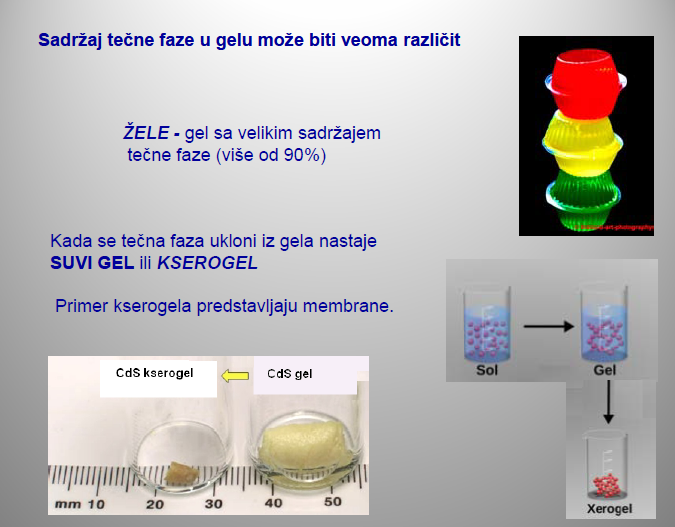 Sadržaj tečne faze u gelu može biti veoma različit
ŽELE - gel sa velikim sadržajem
tečne faze (više od 90%)
Kada se tečna faza ukloni iz gela nastaje
SUVI GEL ili KSEROGEL
Primer kserogela predstavljaju membrane.
CdS kserogel
CdS gel
mm 10 20 30 40 50
Sol
Gel
Xerogel